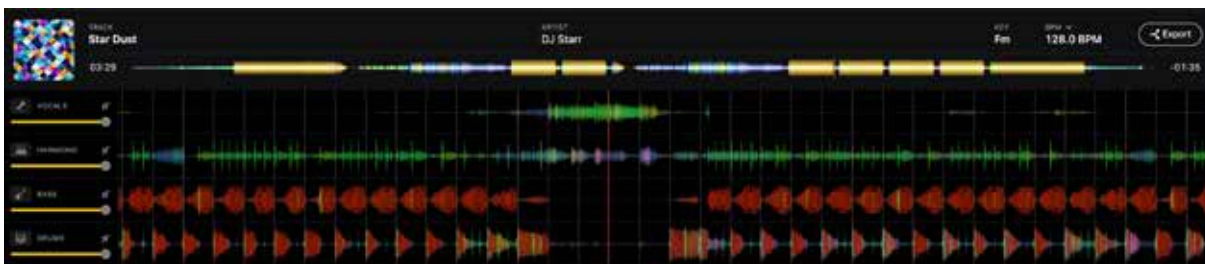 TRACK
Star Dust
ARTIST
DJ Starr
KEY
Fm
BPM
128.0 BPM
Export
03:29
-01:35
VOCALS
HARMONIC
BASS
DRUMS